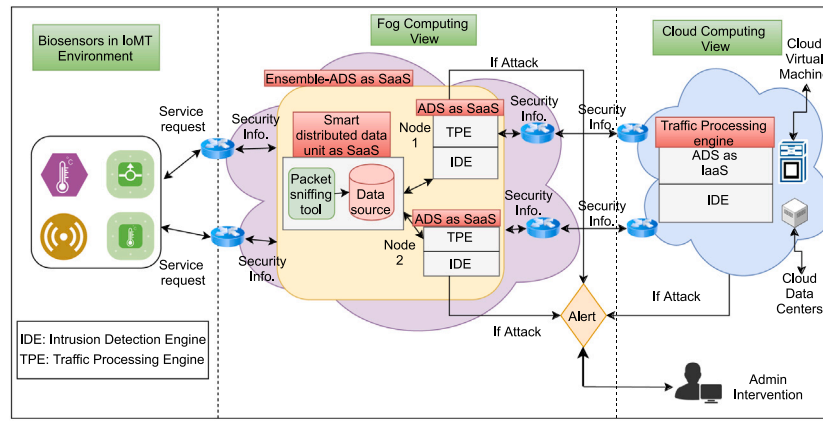 Biosensors in IoMT
Environment
Fog Computing
View
Cloud Computing
View
Cloud
Virtual
Machine
Ensemble-ADS as SaaS
If Attack
Service
request
Security
Info.
Smart
distributed data
unit as SaaS
Node
1
ADS as SaaS
TPE
IDE
Security
Info.
Security
Info.
Traffic Processing
engine
ADS as
IaaS
IDE
°C
Packet
sniffing
tool
Data
source
ADS as SaaS
TPE
IDE
Node
2
Security
Info.
Security
Info.
Service
request
Security
Info.
Cloud
Data
Centers
If Attack
If Attack
Alert
IDE: Intrusion Detection Engine
TPE: Traffic Processing Engine
Admin
Intervention